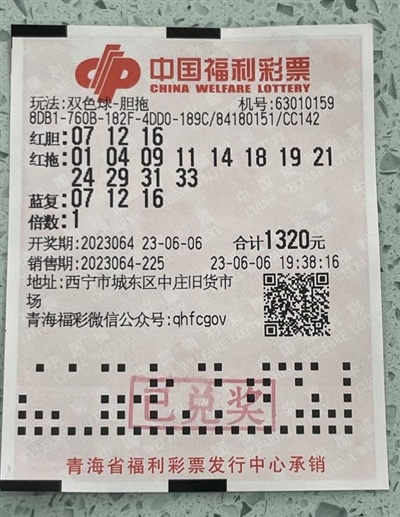 中国福利彩票
CHINA WELFARE LOTTERY
玩法:双色球-胆拖 机号:63010159
8DB1-760B-182F-4DD0-189C/84180151/CC142
红胆:07 12 16
红拖:01 04 09 11 14 18 19 21
24 29 31 33
蓝复:07 12 16
倍数:1
开奖期:2023064 23-06-06 合计1320元
销售期:2023064-225 23-06-06 19:38:16
地址:西宁市城东区中庄旧货市
场
青海福彩微信公众号:qhfcgov
已兑奖
青海省福利彩票发行中心承销